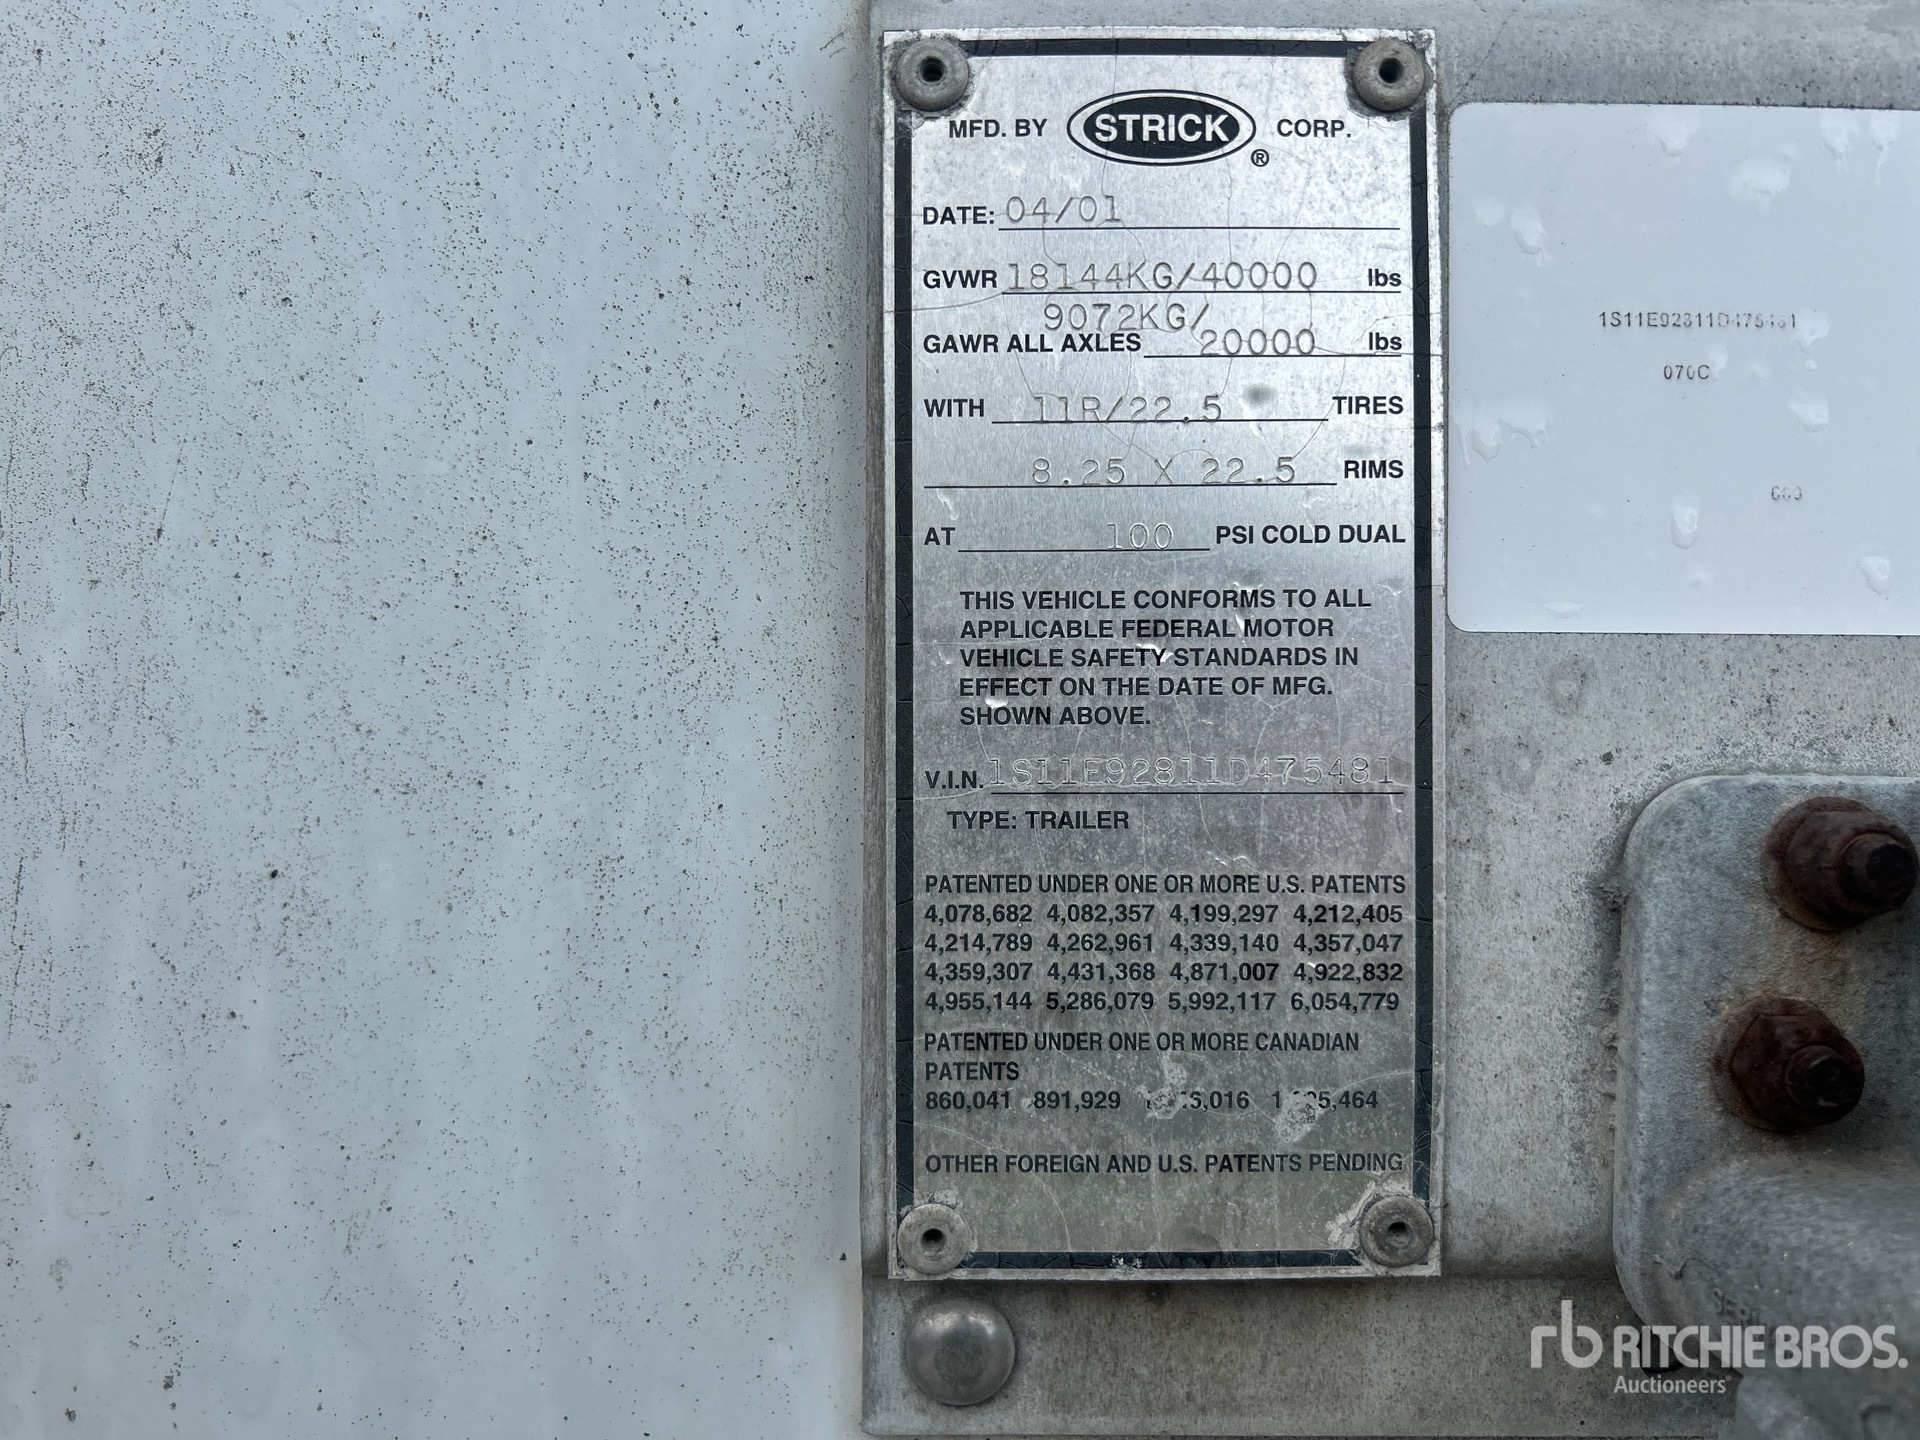 MFD. BY STRICK ® CORP.
DATE: 04/01
GVWR 18144KG/40000 lbs
9072KG/
GAWR ALL AXLES 20000 lbs
WITH 11R/22.5 TIRES
8.25 X 22.5 RIMS
AT 100 PSI COLD DUAL
THIS VEHICLE CONFORMS TO ALL
APPLICABLE FEDERAL MOTOR
VEHICLE SAFETY STANDARDS IN
EFFECT ON THE DATE OF MFG.
SHOWN ABOVE.
V.I.N. 1S11E92811D475481
TYPE: TRAILER
PATENTED UNDER ONE OR MORE U.S. PATENTS
4,078,682 4,082,357 4,199,297 4,212,405
4,214,789 4,262,961 4,339,140 4,357,047
4,359,307 4,431,368 4,871,007 4,922,832
4,955,144 5,286,079 5,992,117 6,054,779
PATENTED UNDER ONE OR MORE CANADIAN
PATENTS
860,041 891,929
OTHER FOREIGN AND U.S. PATENTS PENDING
070C
rb RITCHIE BROS.
Auctioneers